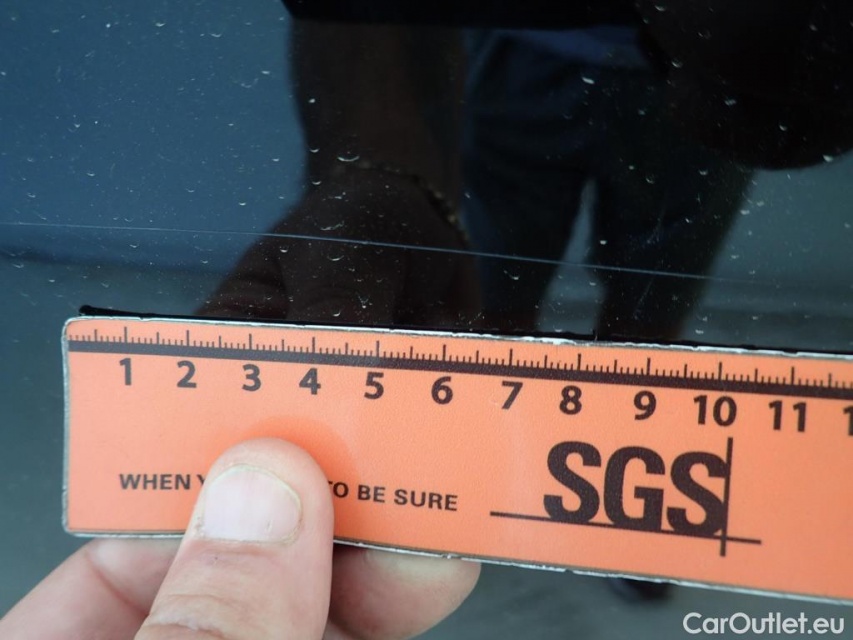 1 2 3 4 5 6 7 8 9 10 11
SGS
WHEN TO BE SURE
CarOutlet.eu